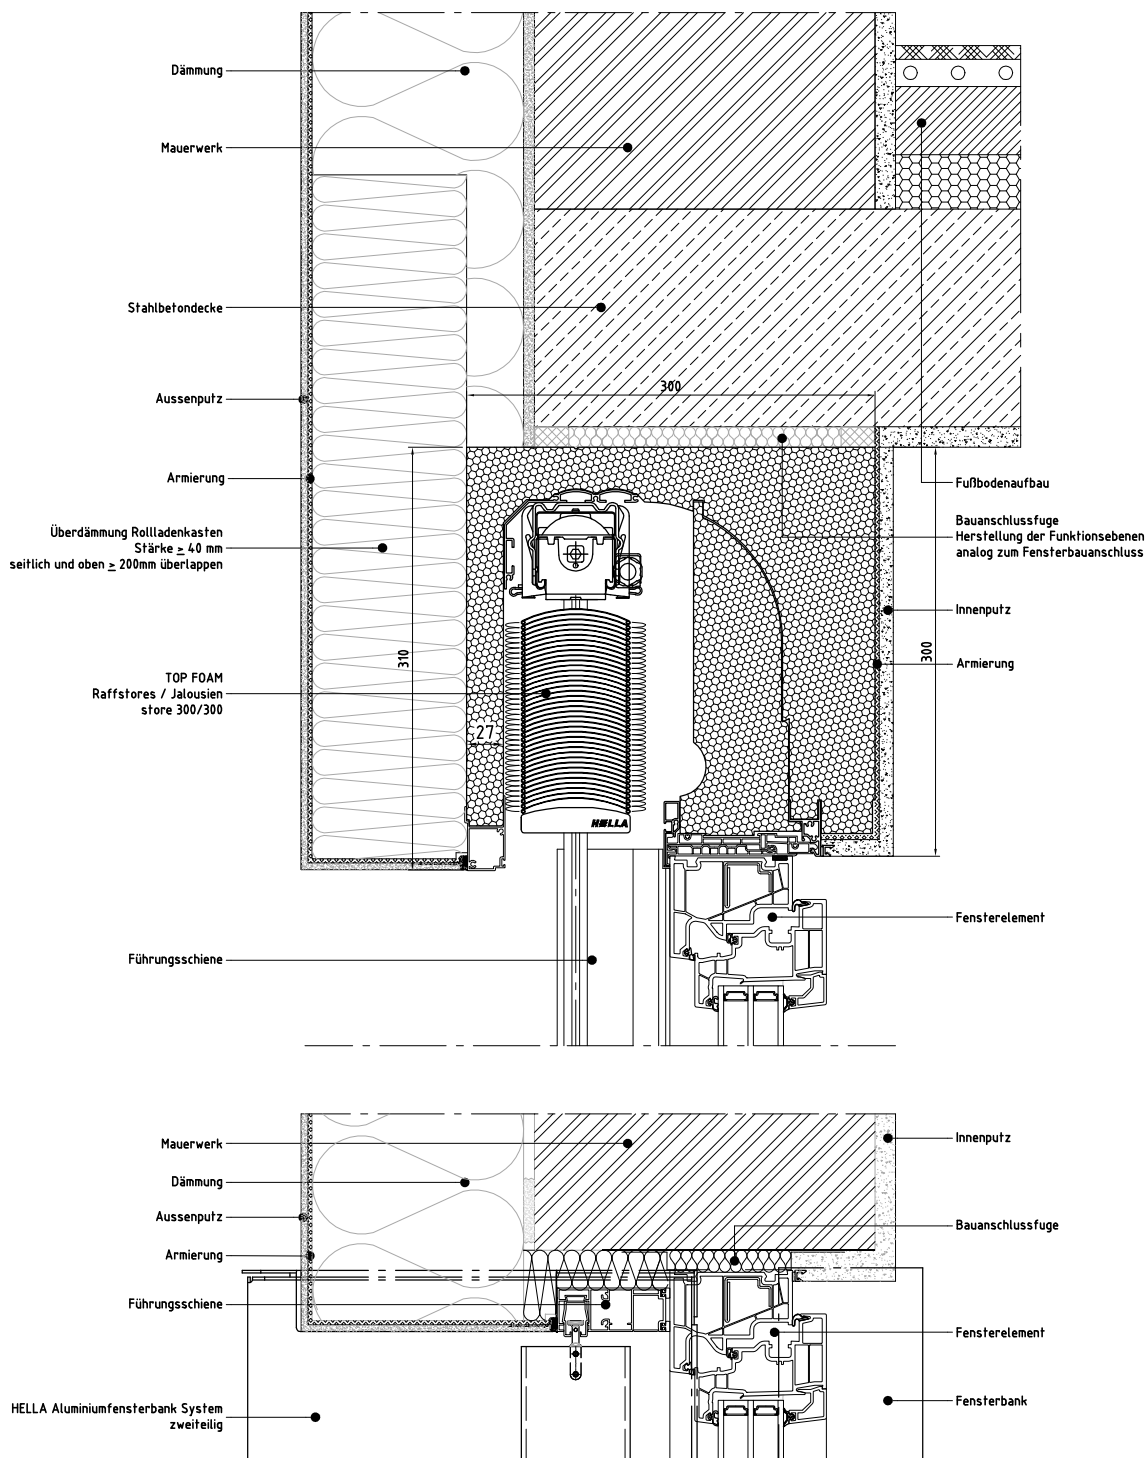 Dämmung
Mauerwerk
Stahlbetondecke
300
Aussenputz
Armierung
Überdämmung Rollladenkasten
Stärke ≥ 40 mm
seitlich und oben ≥ 200mm überlappen
Fußbodenaufbau
Bauanschlussfuge
Herstellung der Funktionsebenen
analog zum Fensterbauanschluss
Innenputz
310
300
Armierung
TOP FOAM
Raffstores / Jalousien
store 300/300
27
HELLA
Fensterelement
Führungsschiene
Mauerwerk
Innenputz
Dämmung
Aussenputz
Bauanschlussfuge
Armierung
Führungsschiene
Fensterelement
Fensterbank
HELLA Aluminiumfensterbank System
zweiteilig